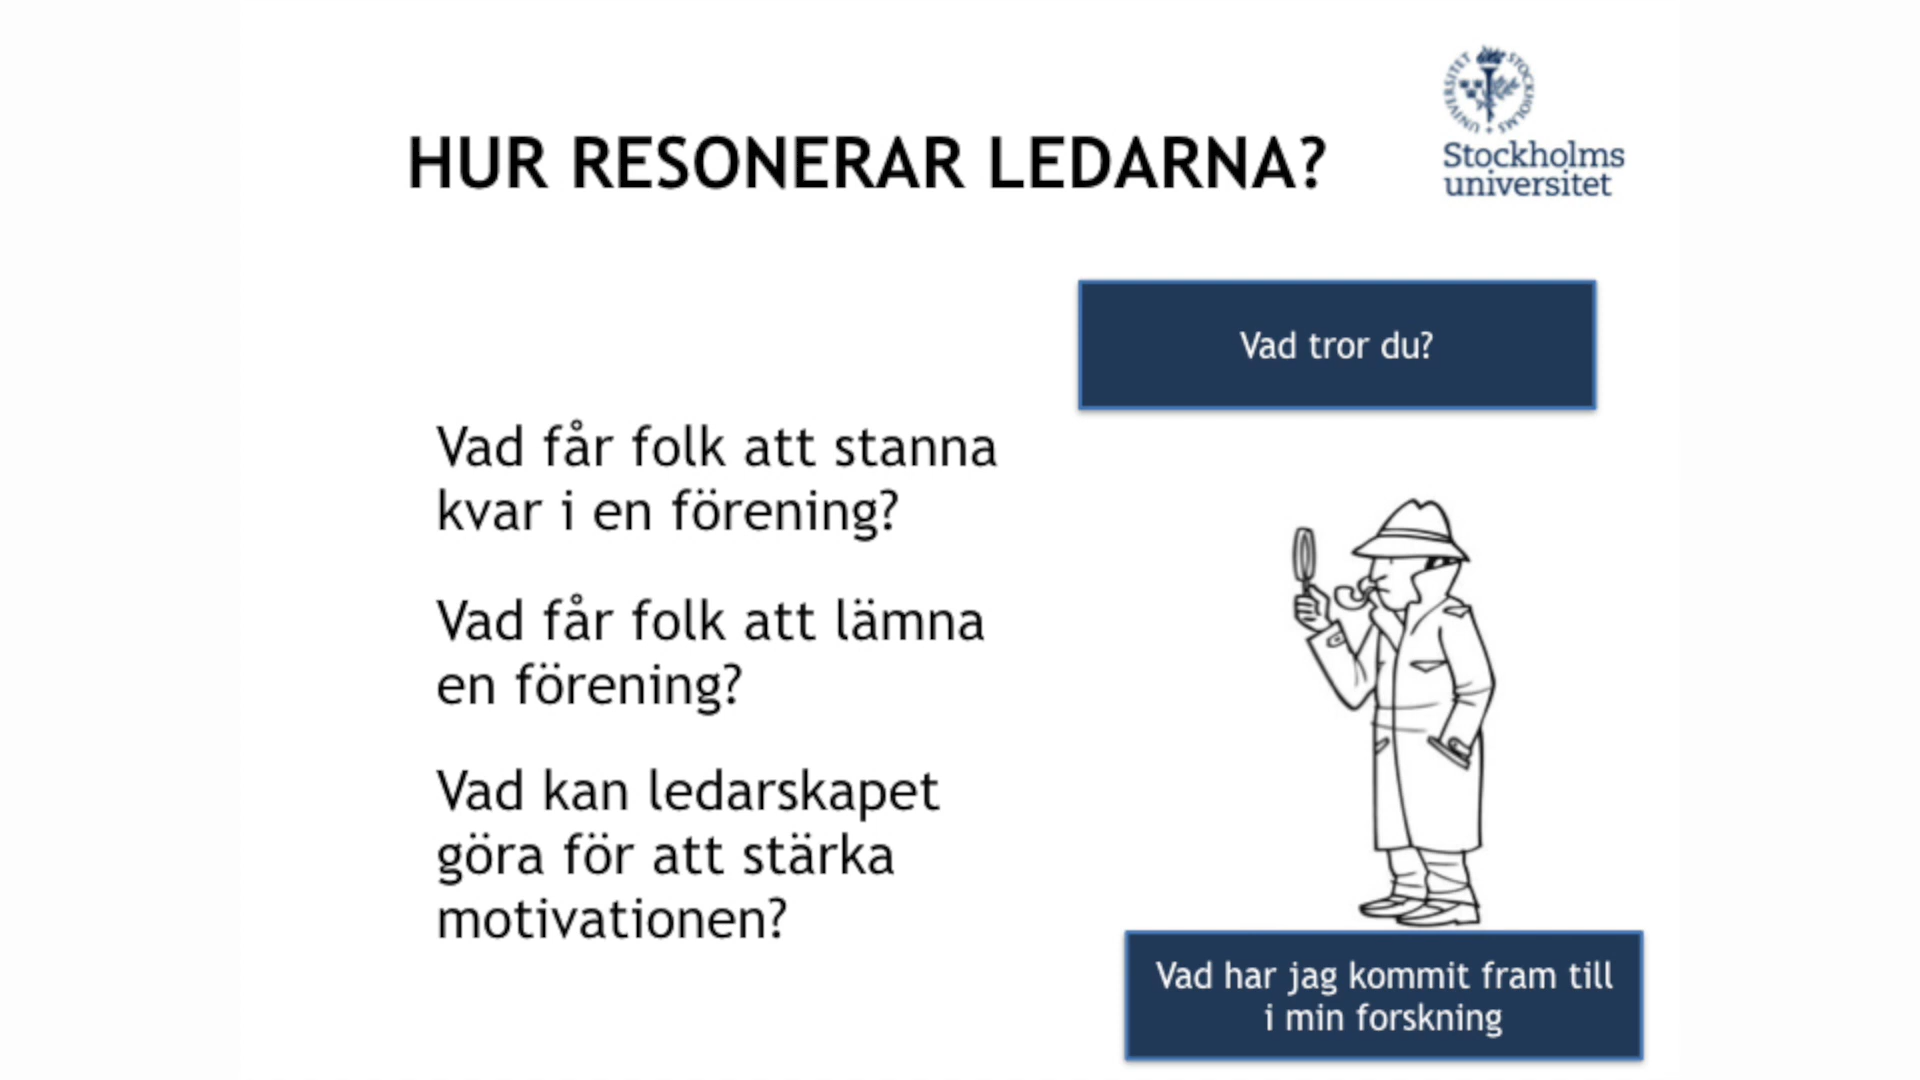 HUR RESONERAR LEDARNA?
STOCKHOLMS UNIVERSITET
Stockholms
universitet
Vad tror du?
Vad får folk att stanna
kvar i en förening?
Vad får folk att lämna
en förening?
Vad kan ledarskapet
göra för att stärka
motivationen?
Vad har jag kommit fram till
i min forskning